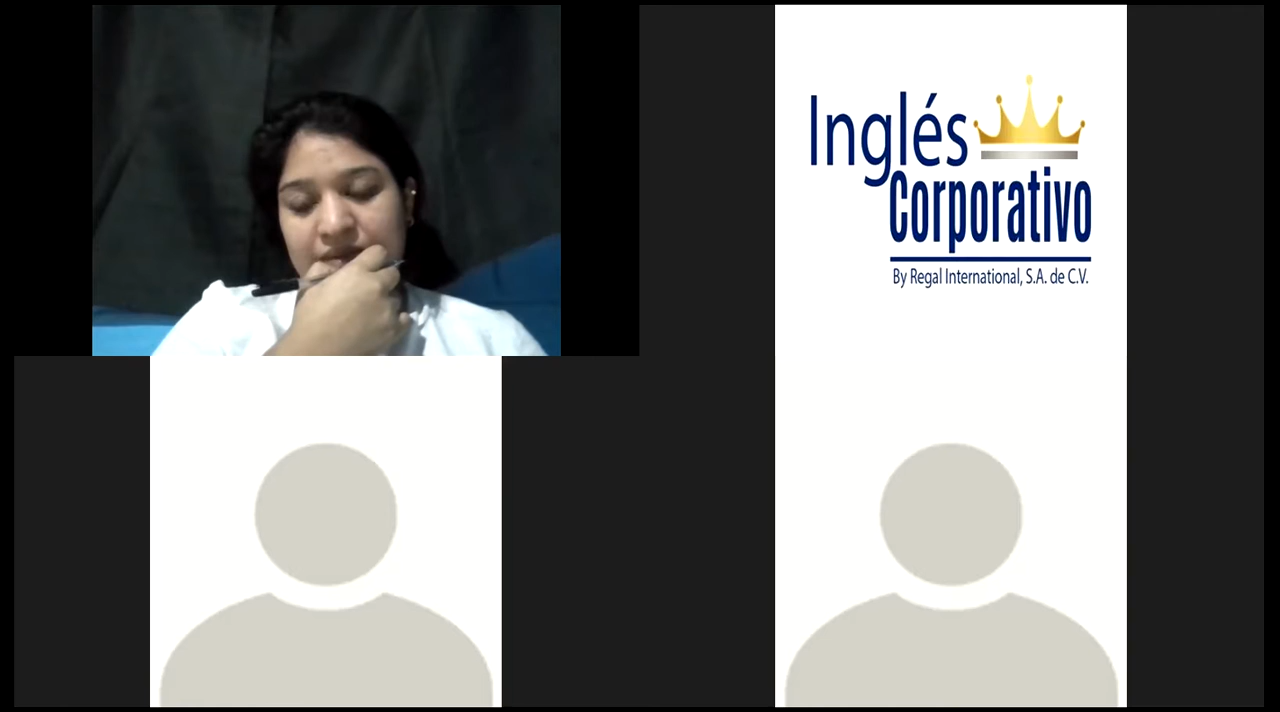 Inglés
Corporativo
By Regal International, S.A. de C.V.